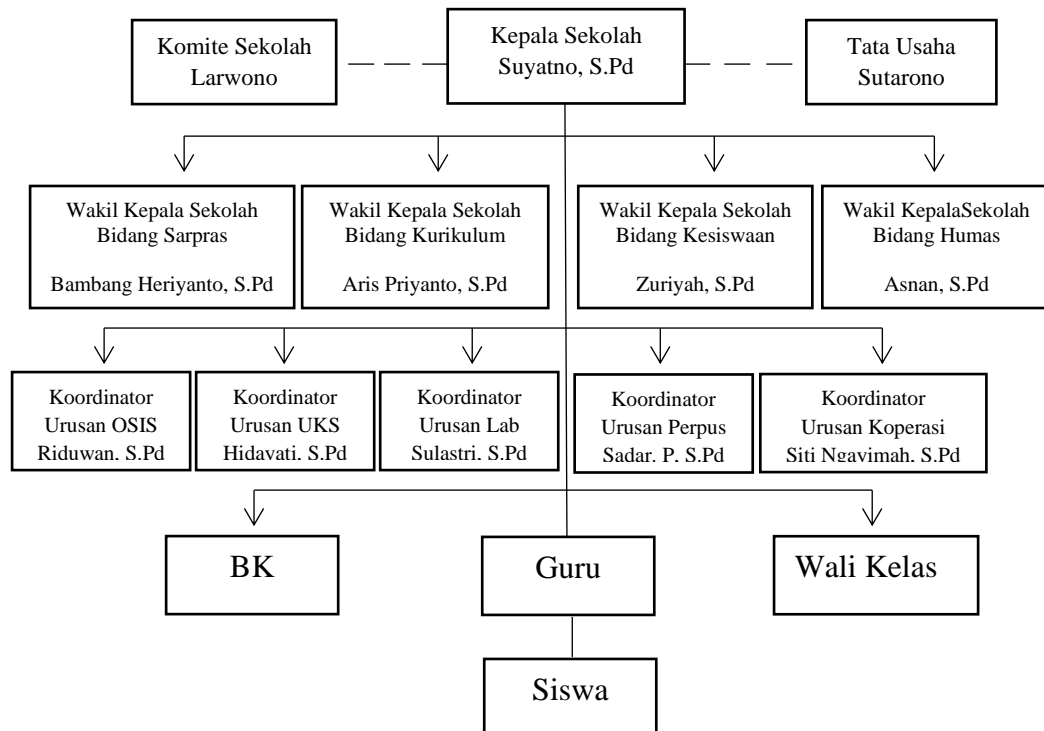 Komite Sekolah
Larwono
Kepala Sekolah
Suyatno, S.Pd
Tata Usaha
Sutarono
Wakil Kepala Sekolah
Bidang Sarpras
Bambang Heriyanto, S.Pd
Wakil Kepala Sekolah
Bidang Kurikulum
Aris Priyanto, S.Pd
Wakil Kepala Sekolah
Bidang Kesiswaan
Zuriyah, S.Pd
Wakil KepalaSekolah
Bidang Humas
Asnan, S.Pd
Koordinator
Urusan OSIS
Riduwan, S.Pd
Koordinator
Urusan UKS
Hidayati, S.Pd
Koordinator
Urusan Lab
Sulastri, S.Pd
Koordinator
Urusan Perpus
Sadar, P, S.Pd
Koordinator
Urusan Koperasi
Siti Ngayimah, S.Pd
BK
Guru
Wali Kelas
Siswa